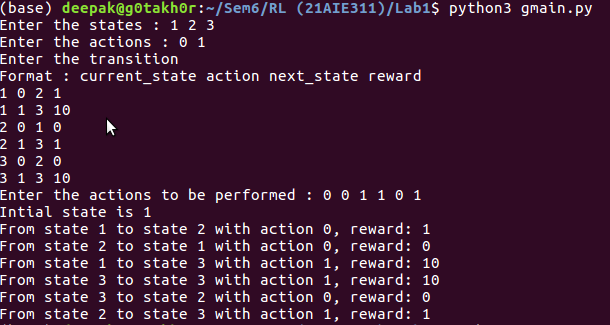 (base) deepak@g0takh0r:~/Sem6/RL (21AIE311)/Lab1$ python3 gmain.py
Enter the states : 1 2 3
Enter the actions : 0 1
Enter the transition
Format : current_state action next_state reward
1 0 2 1
1 1 3 10
2 0 1 0
2 1 3 1
3 0 2 0
3 1 3 10
Enter the actions to be performed : 0 0 1 1 0 1
Intial state is 1
From state 1 to state 2 with action 0, reward: 1
From state 2 to state 1 with action 0, reward: 0
From state 1 to state 3 with action 1, reward: 10
From state 3 to state 3 with action 1, reward: 10
From state 3 to state 2 with action 0, reward: 0
From state 2 to state 3 with action 1, reward: 1